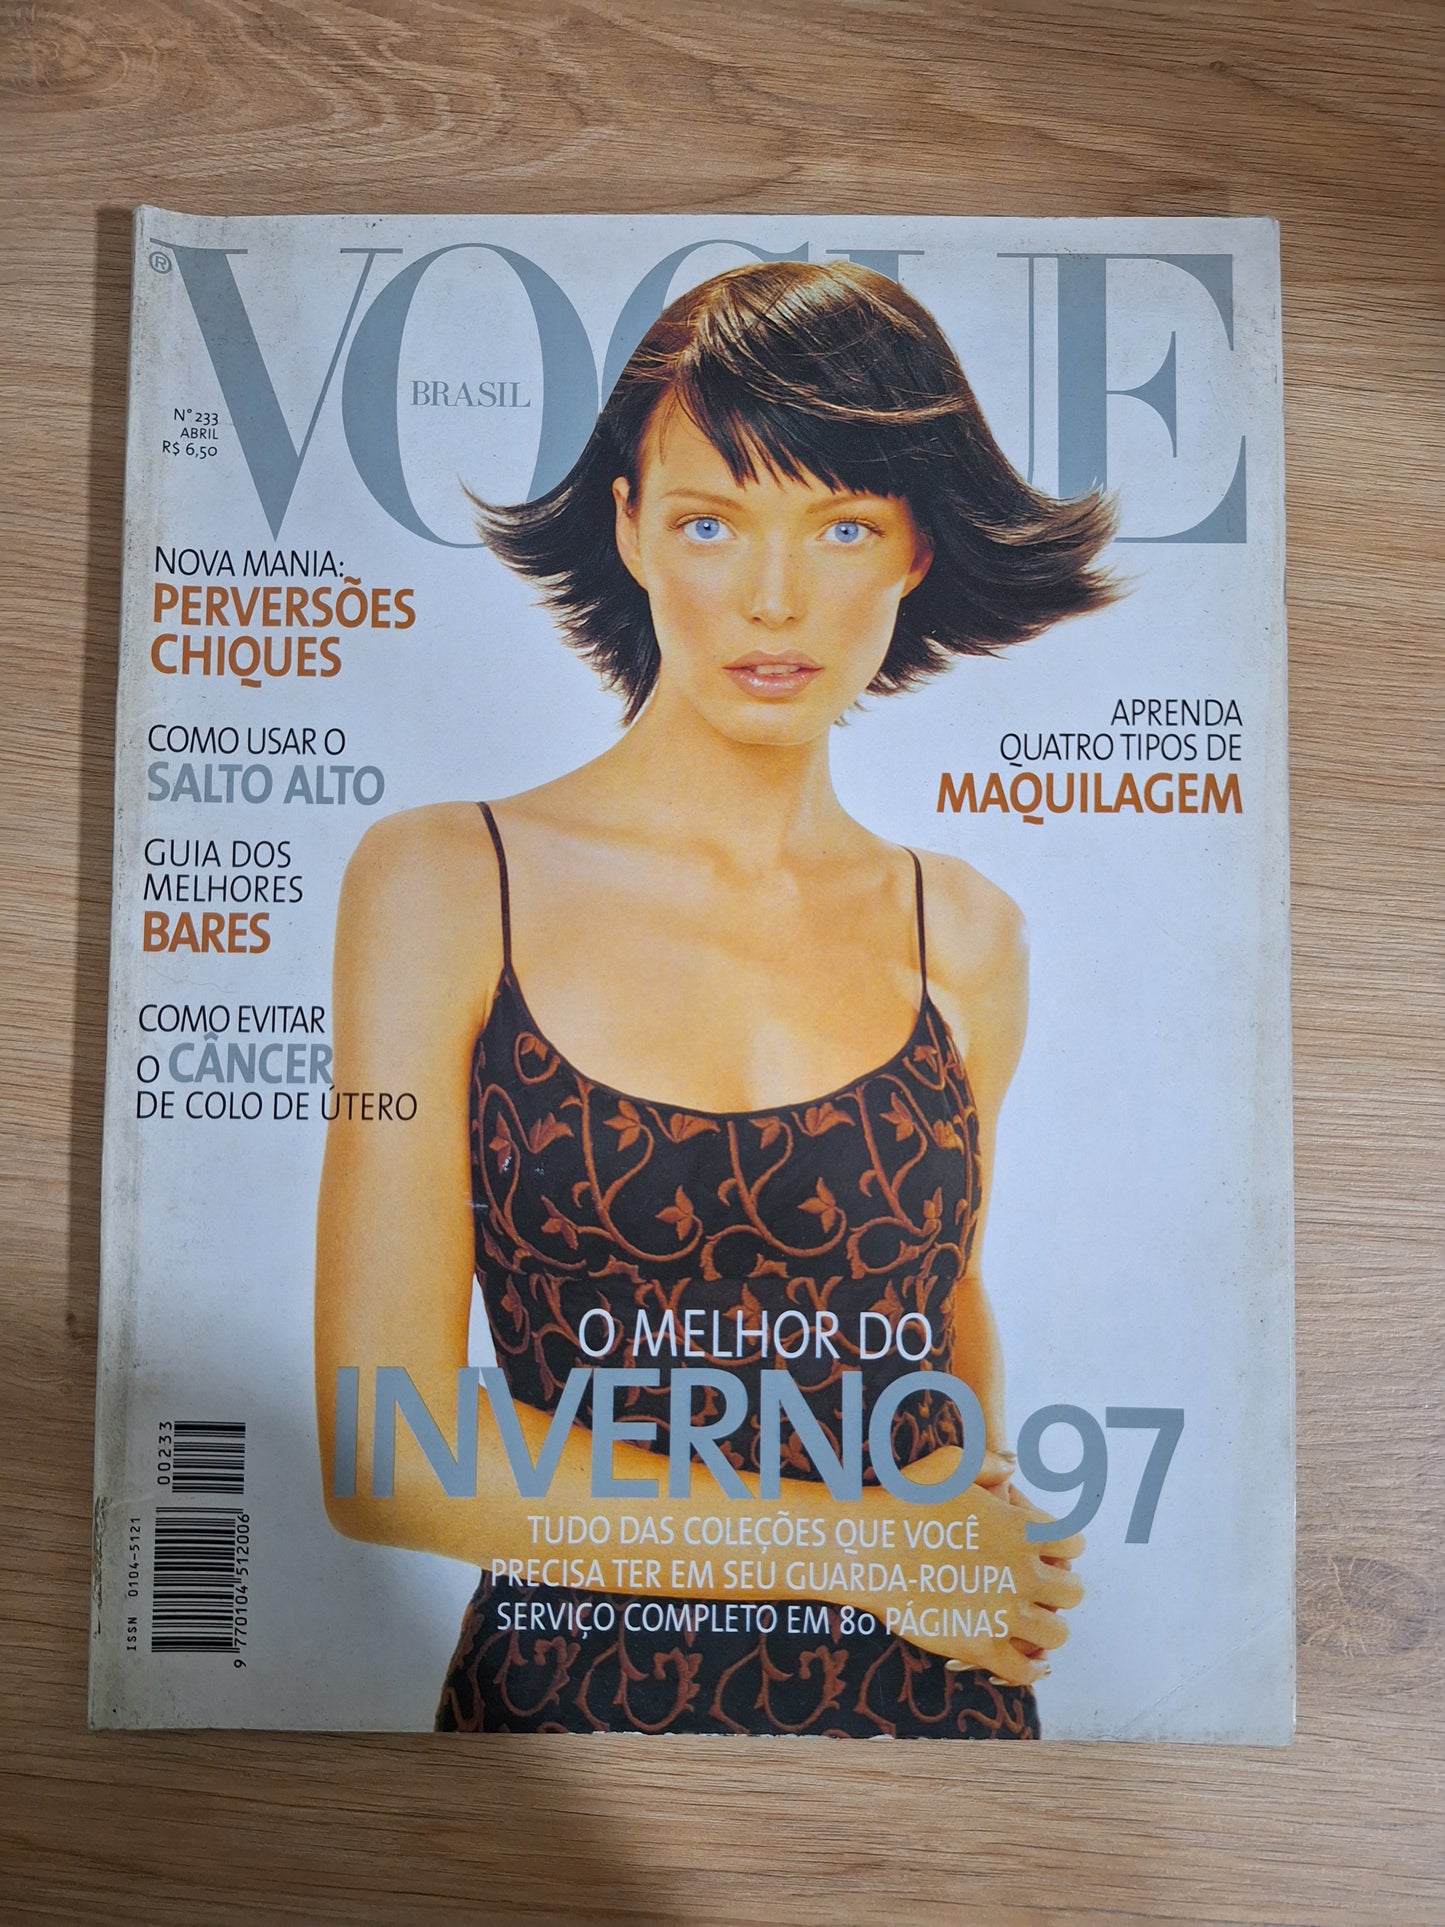 ®
VOGUE
BRASIL
Nº 233
ABRIL
R$ 6,50
NOVA MANIA:
PERVERSÕES
CHIQUES
COMO USAR O
SALTO ALTO
GUIA DOS
MELHORES
BARES
COMO EVITAR
O CÂNCER
DE COLO DE ÚTERO
APRENDA
QUATRO TIPOS DE
MAQUILAGEM
O MELHOR DO
INVERNO 97
TUDO DAS COLEÇÕES QUE VOCÊ
PRECISA TER EM SEU GUARDA-ROUPA
SERVIÇO COMPLETO EM 80 PÁGINAS
00233
ISSN 0104-5121
9 770104 512006